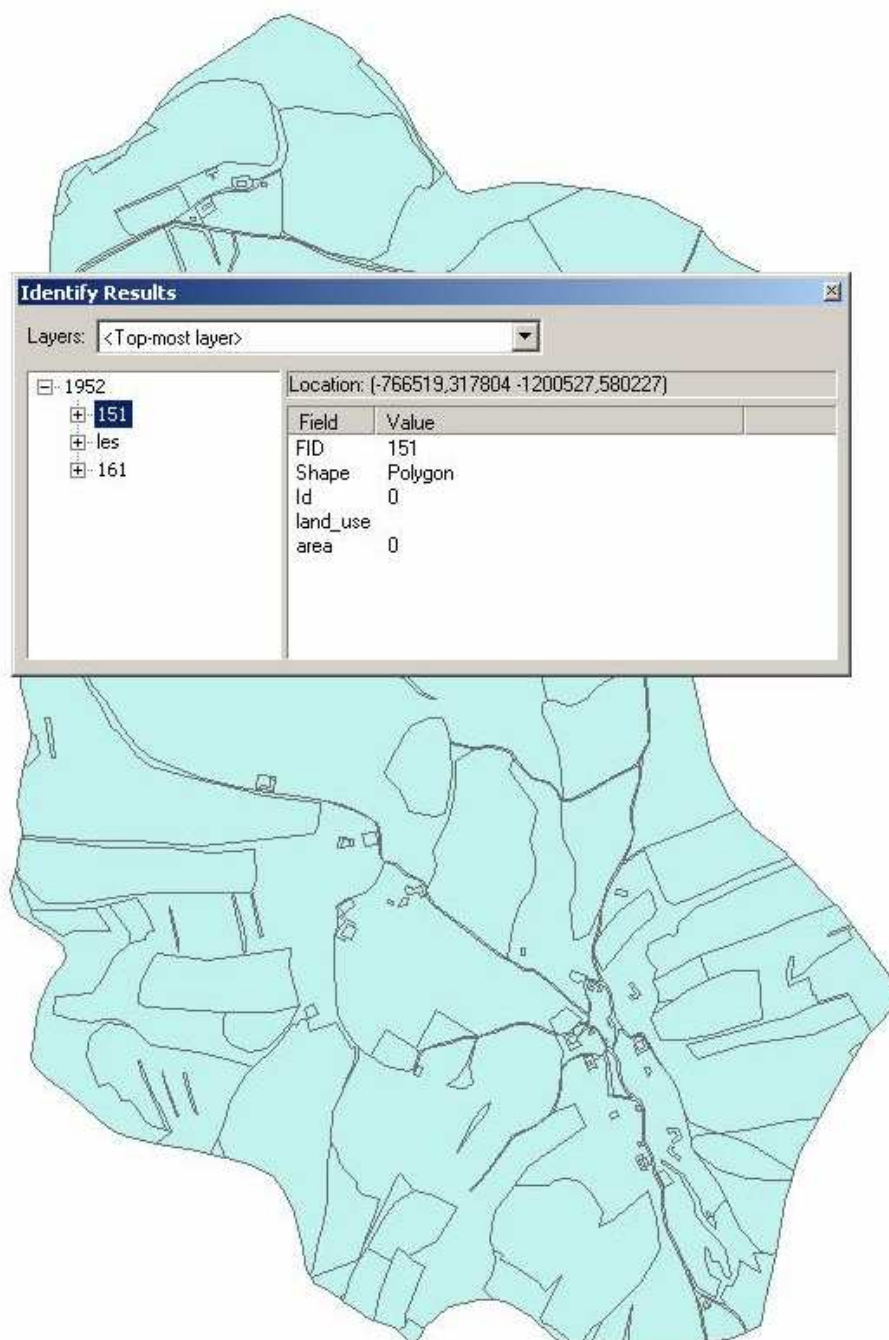 Identify Results
Layers: <Top-most layer>
1952
151
les
161
Location: (-766519,317804 -1200527,580227)
Field Value
FID 151
Shape Polygon
Id 0
land_use
area 0